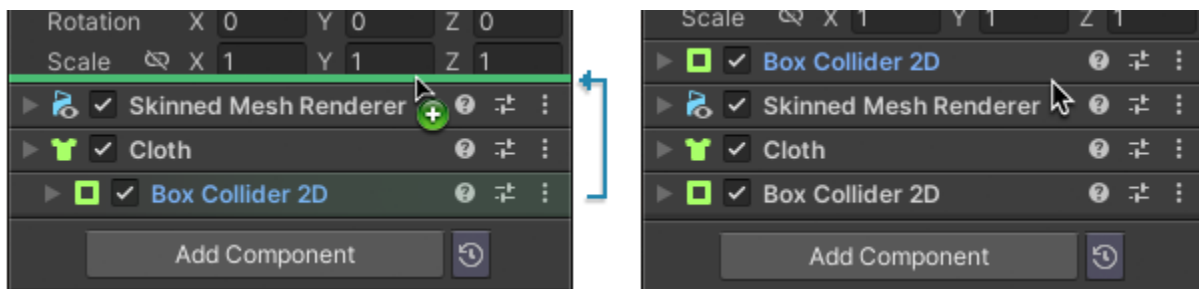 Rotation X 0 Y 0 Z 0
Scale X 1 Y 1 Z 1
Skinned Mesh Renderer
Cloth
Box Collider 2D
Add Component
Scale X 1 Y 1 Z 1
Box Collider 2D
Skinned Mesh Renderer
Cloth
Box Collider 2D
Add Component